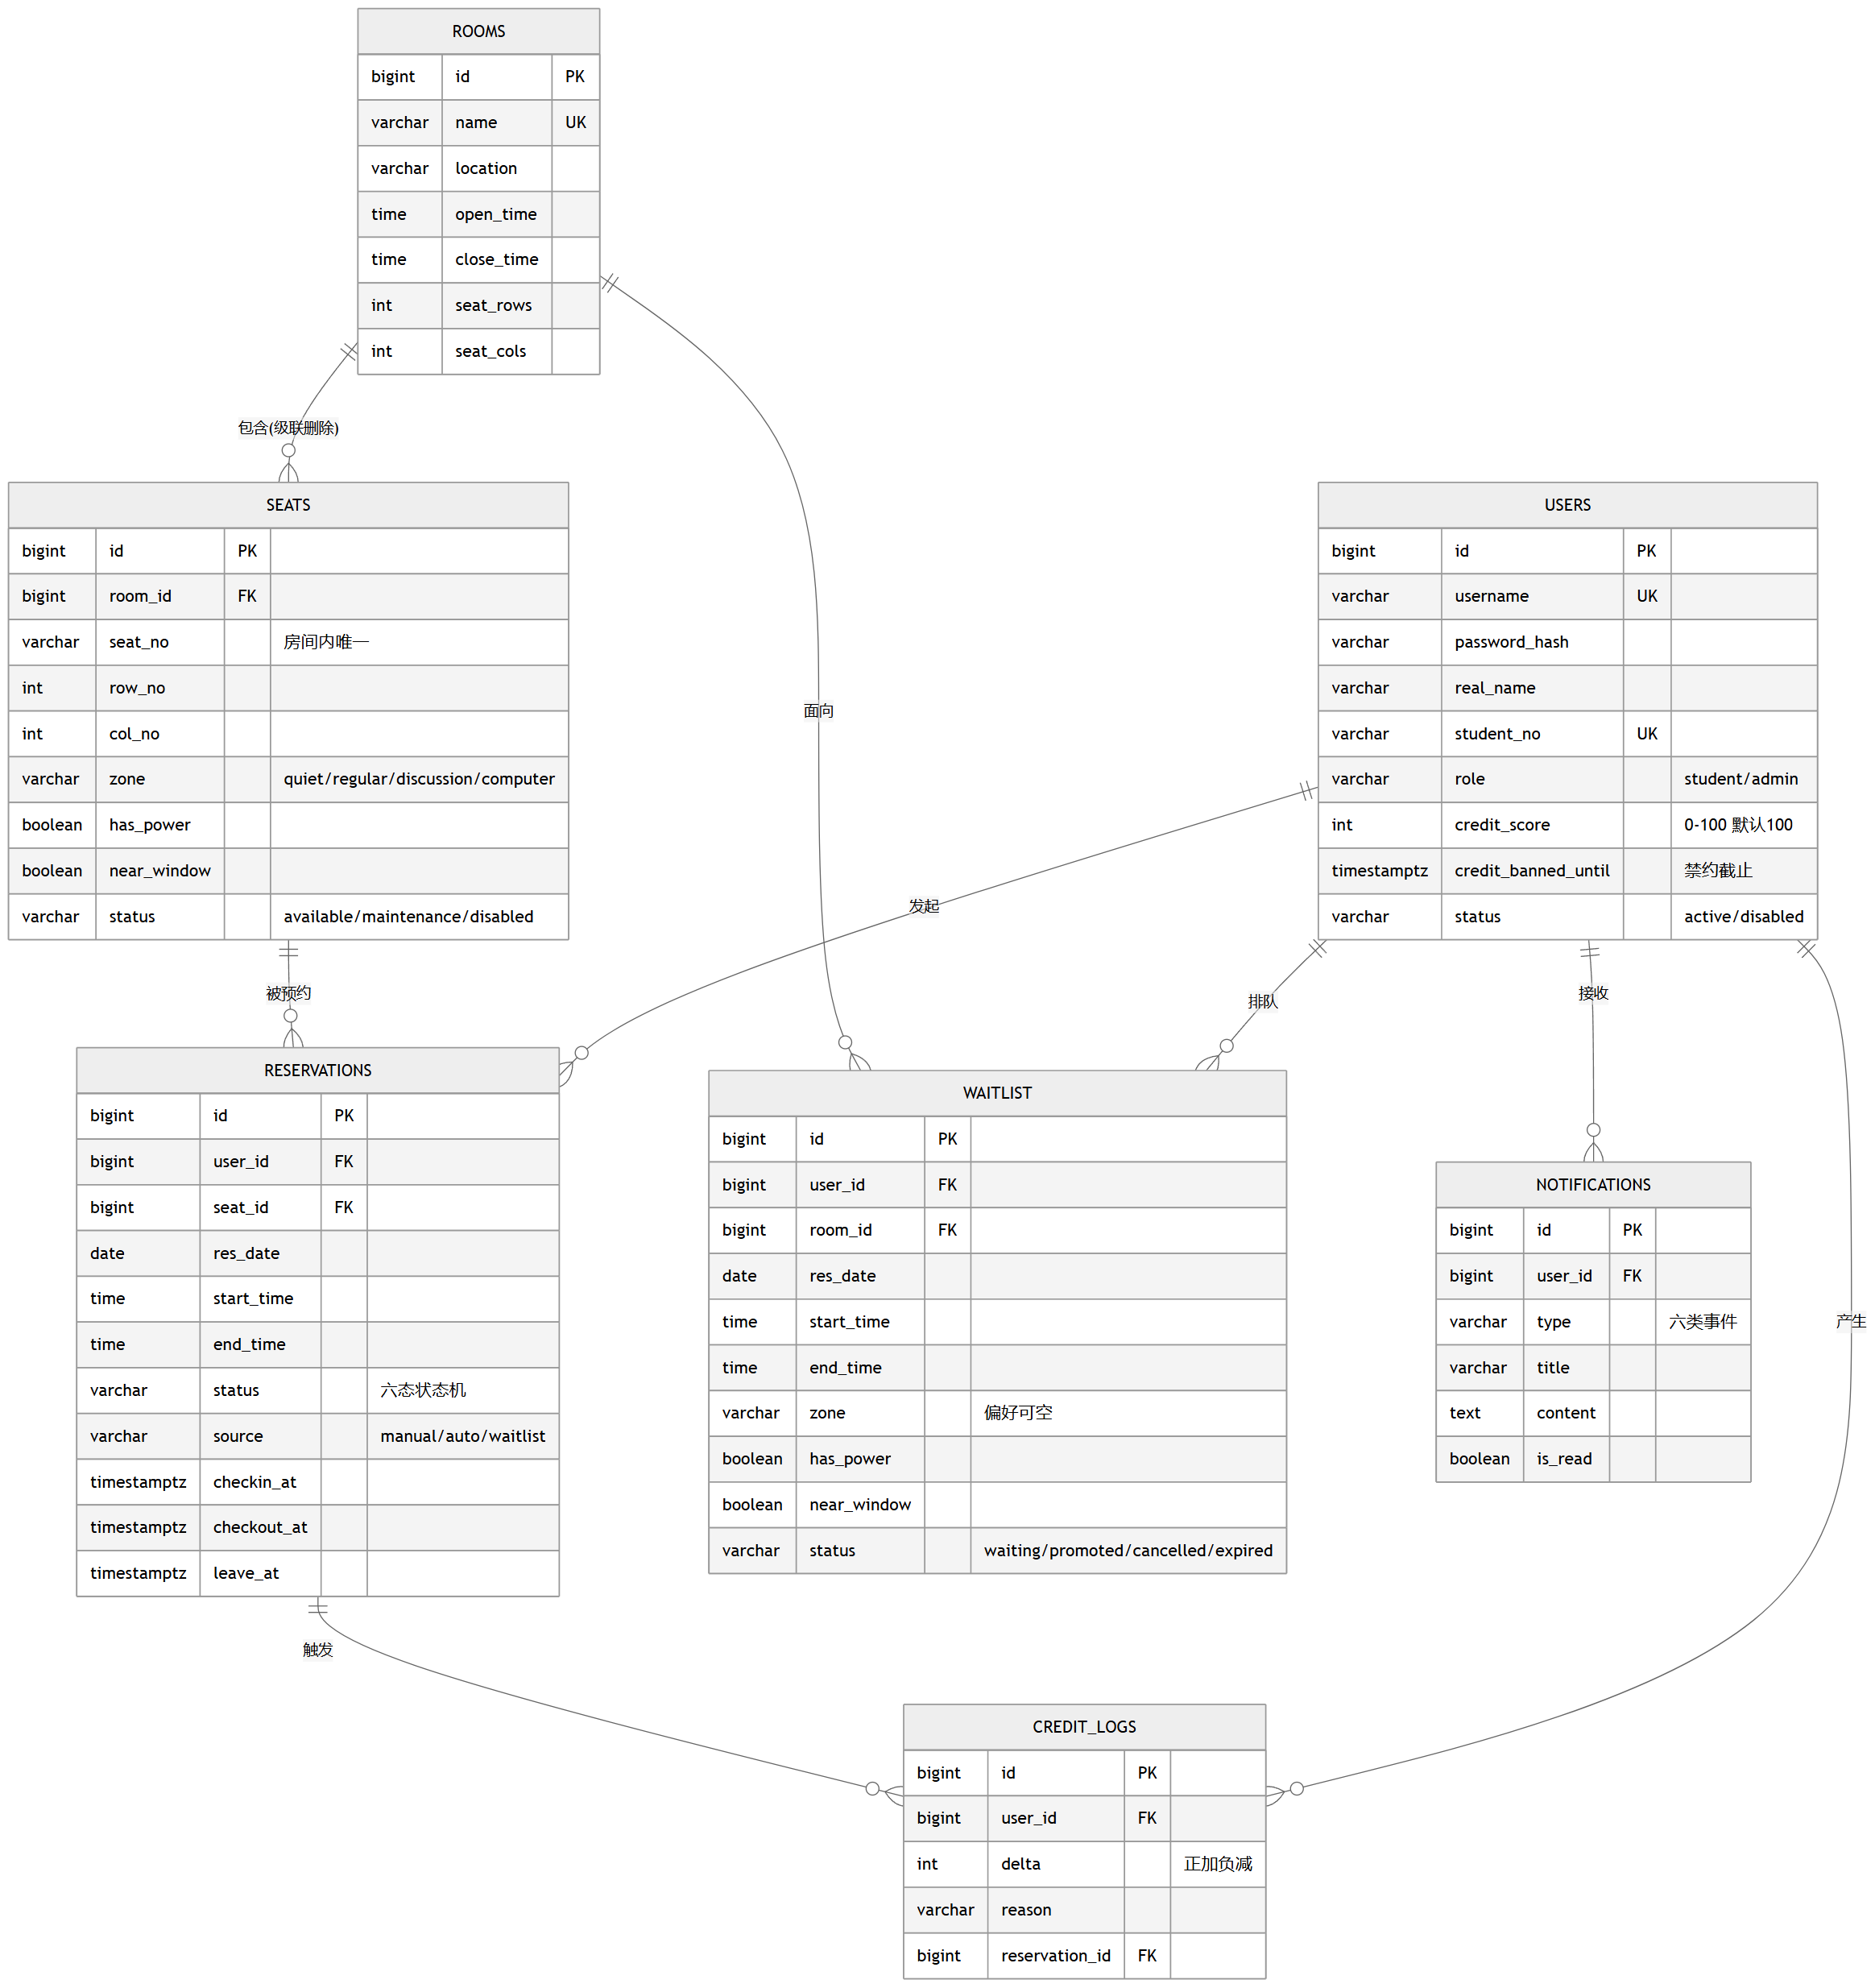 ROOMS
bigint id PK
varchar name UK
varchar location
time open_time
time close_time
int seat_rows
int seat_cols
包含(级联删除)
SEATS
bigint id PK
bigint room_id FK
varchar seat_no 房间内唯一
int row_no
int col_no
varchar zone quiet/regular/discussion/computer
boolean has_power
boolean near_window
varchar status available/maintenance/disabled
面向
USERS
bigint id PK
varchar username UK
varchar password_hash
varchar real_name
varchar student_no UK
varchar role student/admin
int credit_score 0-100 默认100
timestamptz credit_banned_until 禁约截止
varchar status active/disabled
发起
被预约
排队
接收
RESERVATIONS
bigint id PK
bigint user_id FK
bigint seat_id FK
date res_date
time start_time
time end_time
varchar status 六态状态机
varchar source manual/auto/waitlist
timestamptz checkin_at
timestamptz checkout_at
timestamptz leave_at
WAITLIST
bigint id PK
bigint user_id FK
bigint room_id FK
date res_date
time start_time
time end_time
varchar zone 偏好可空
boolean has_power
boolean near_window
varchar status waiting/promoted/cancelled/expired
NOTIFICATIONS
bigint id PK
bigint user_id FK
varchar type 六类事件
varchar title
text content
boolean is_read
产生
触发
CREDIT_LOGS
bigint id PK
bigint user_id FK
int delta 正加负减
varchar reason
bigint reservation_id FK